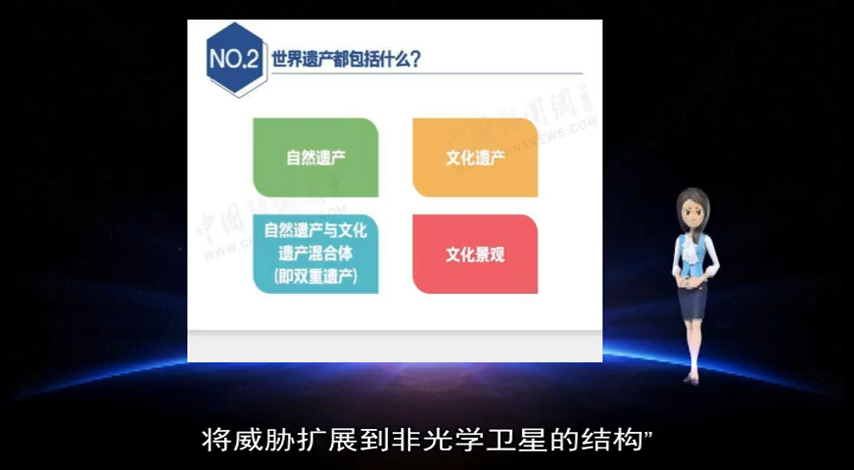 NO.2 世界遗产都包括什么?
自然遗产
文化遗产
自然遗产与文化
遗产混合体
(即双重遗产)
文化景观
将威胁扩展到非光学卫星的结构”